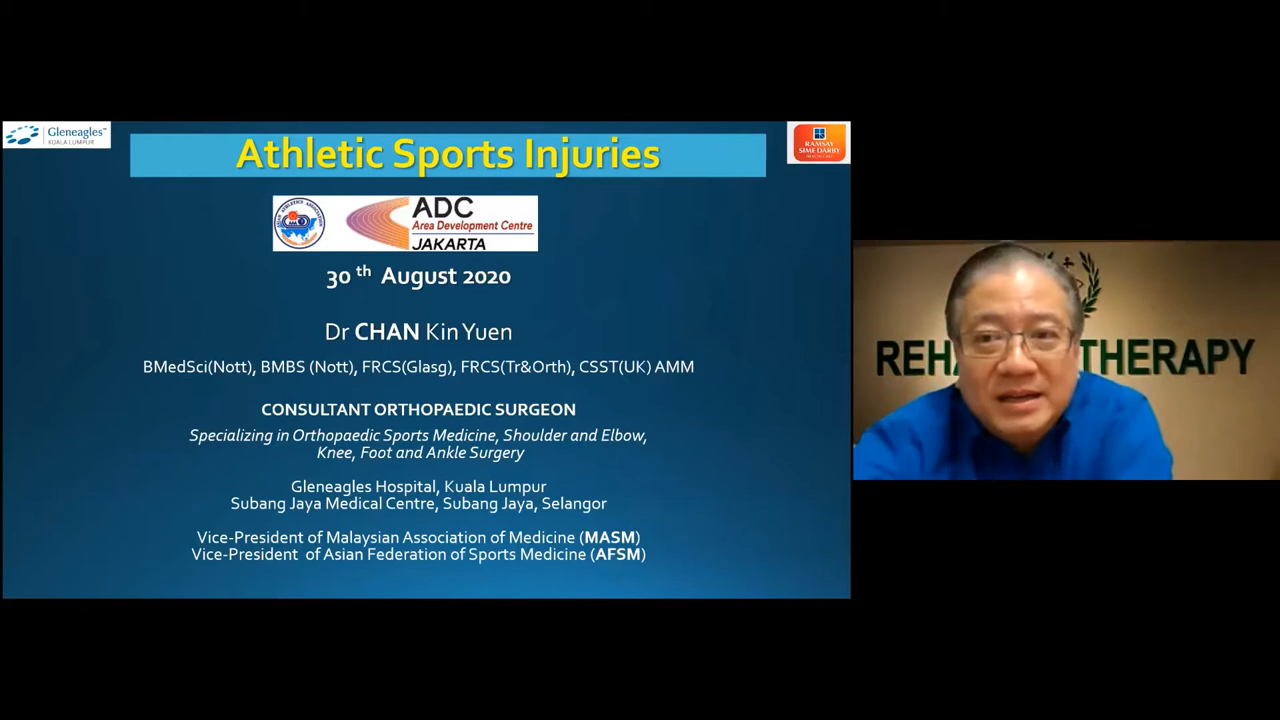 Gleneagles™
KUALA LUMPUR
Athletic Sports Injuries
RAMSAY
SIME DARBY
HEALTH CARE
ADC
Area Development Centre
JAKARTA
30 th August 2020
Dr CHAN Kin Yuen
BMedSci(Nott), BMBS (Nott), FRCS(Glasg), FRCS(Tr&Orth), CSST(UK) AMM
CONSULTANT ORTHOPAEDIC SURGEON
Specializing in Orthopaedic Sports Medicine, Shoulder and Elbow,
Knee, Foot and Ankle Surgery
Gleneagles Hospital, Kuala Lumpur
Subang Jaya Medical Centre, Subang Jaya, Selangor
Vice-President of Malaysian Association of Medicine (MASM)
Vice-President of Asian Federation of Sports Medicine (AFSM)
REHA THERAPY